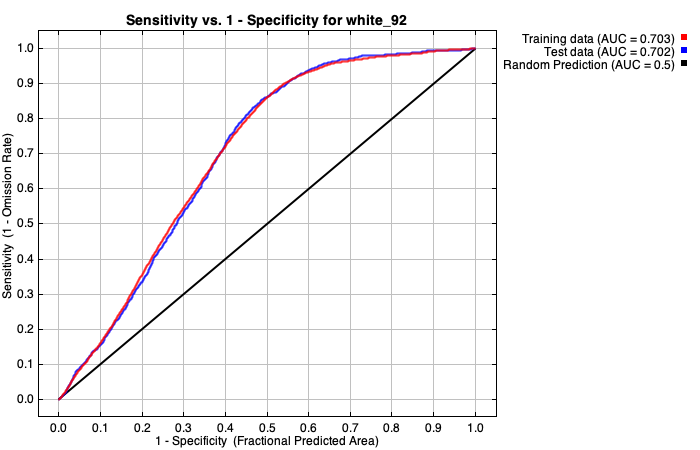 Sensitivity vs. 1 - Specificity for white_92
Training data (AUC = 0.703)
Test data (AUC = 0.702)
Random Prediction (AUC = 0.5)
Sensitivity (1 - Omission Rate)
1.0
0.9
0.8
0.7
0.6
0.5
0.4
0.3
0.2
0.1
0.0
0.0 0.1 0.2 0.3 0.4 0.5 0.6 0.7 0.8 0.9 1.0
1 - Specificity (Fractional Predicted Area)